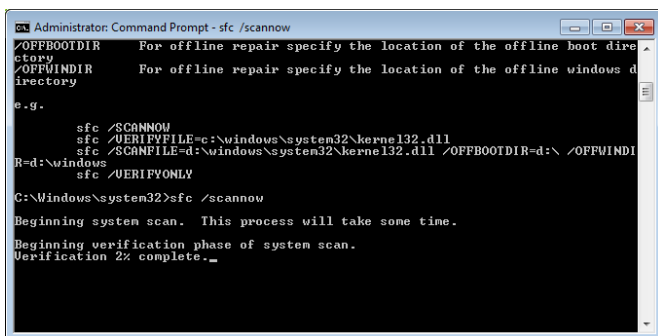 Administrator: Command Prompt - sfc /scannow
/OFFBOOTDIR For offline repair specify the location of the offline boot dire
ctory
/OFFWINDIR For offline repair specify the location of the offline windows d
irectory
e.g.
sfc /SCANNOW
sfc /VERIFYFILE=c:\windows\system32\kernel32.dll
sfc /SCANFILE=d:\windows\system32\kernel32.dll /OFFBOOTDIR=d:\ /OFFWINDI
R=d:\windows
sfc /VERIFYONLY
C:\Windows\system32>sfc /scannow
Beginning system scan. This process will take some time.
Beginning verification phase of system scan.
Verification 2% complete.